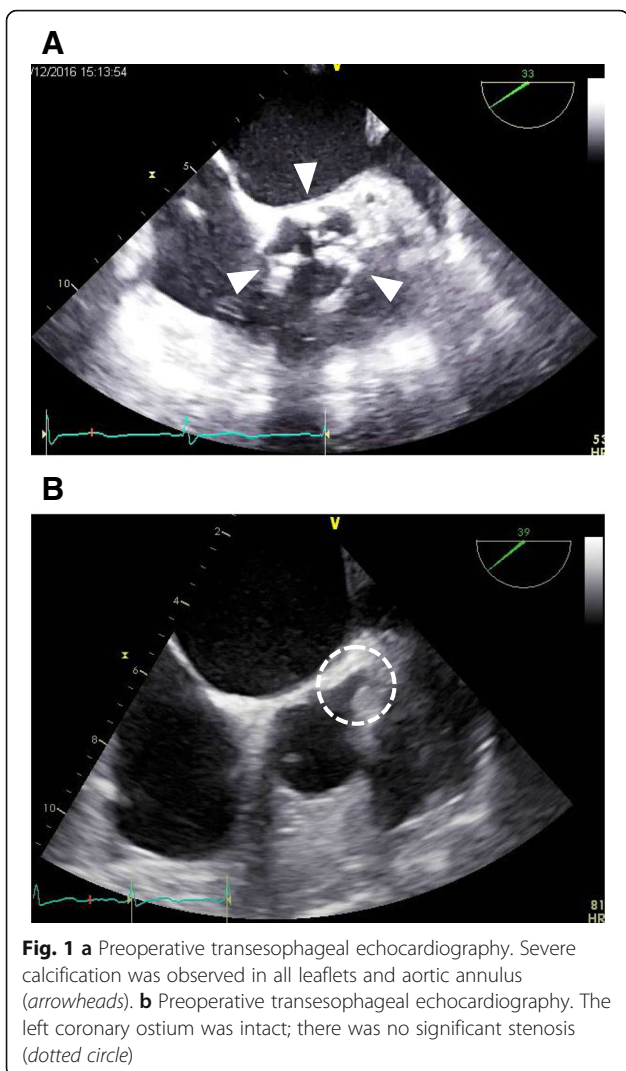 A
/12/2016 15:13:54
V
33
5
10
53
HR
B
V
39
2
4
6
8
10
81
HR
Fig. 1 a Preoperative transesophageal echocardiography. Severe
calcification was observed in all leaflets and aortic annulus
(arrowheads). b Preoperative transesophageal echocardiography. The
left coronary ostium was intact; there was no significant stenosis
(dotted circle)